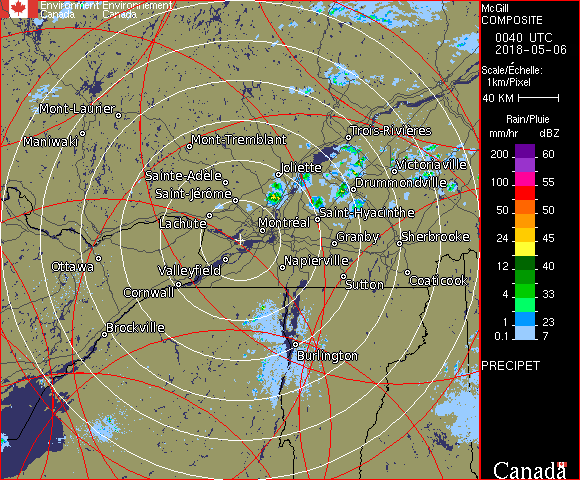 Environment Environnement
Canada Canada
McGill
COMPOSITE
0040 UTC
2018-05-06
Scale/Échelle:
1km/Pixel
40 KM
Rain/Pluie
mm/hr dBZ
200 60
100 55
50 50
24 45
12 40
4 33
1 23
0.1 7
PRECIPET
Canada
Mont-Laurier
Maniwaki
Mont-Tremblant
Trois-Rivières
Sainte-Adèle
Joliette
Victoriaville
Saint-Jérôme
Drummondville
Lachute
Montréal
Saint-Hyacinthe
Granby
Sherbrooke
Ottawa
Valleyfield
Napierville
Cornwall
Sutton
Coaticook
Brockville
Burlington